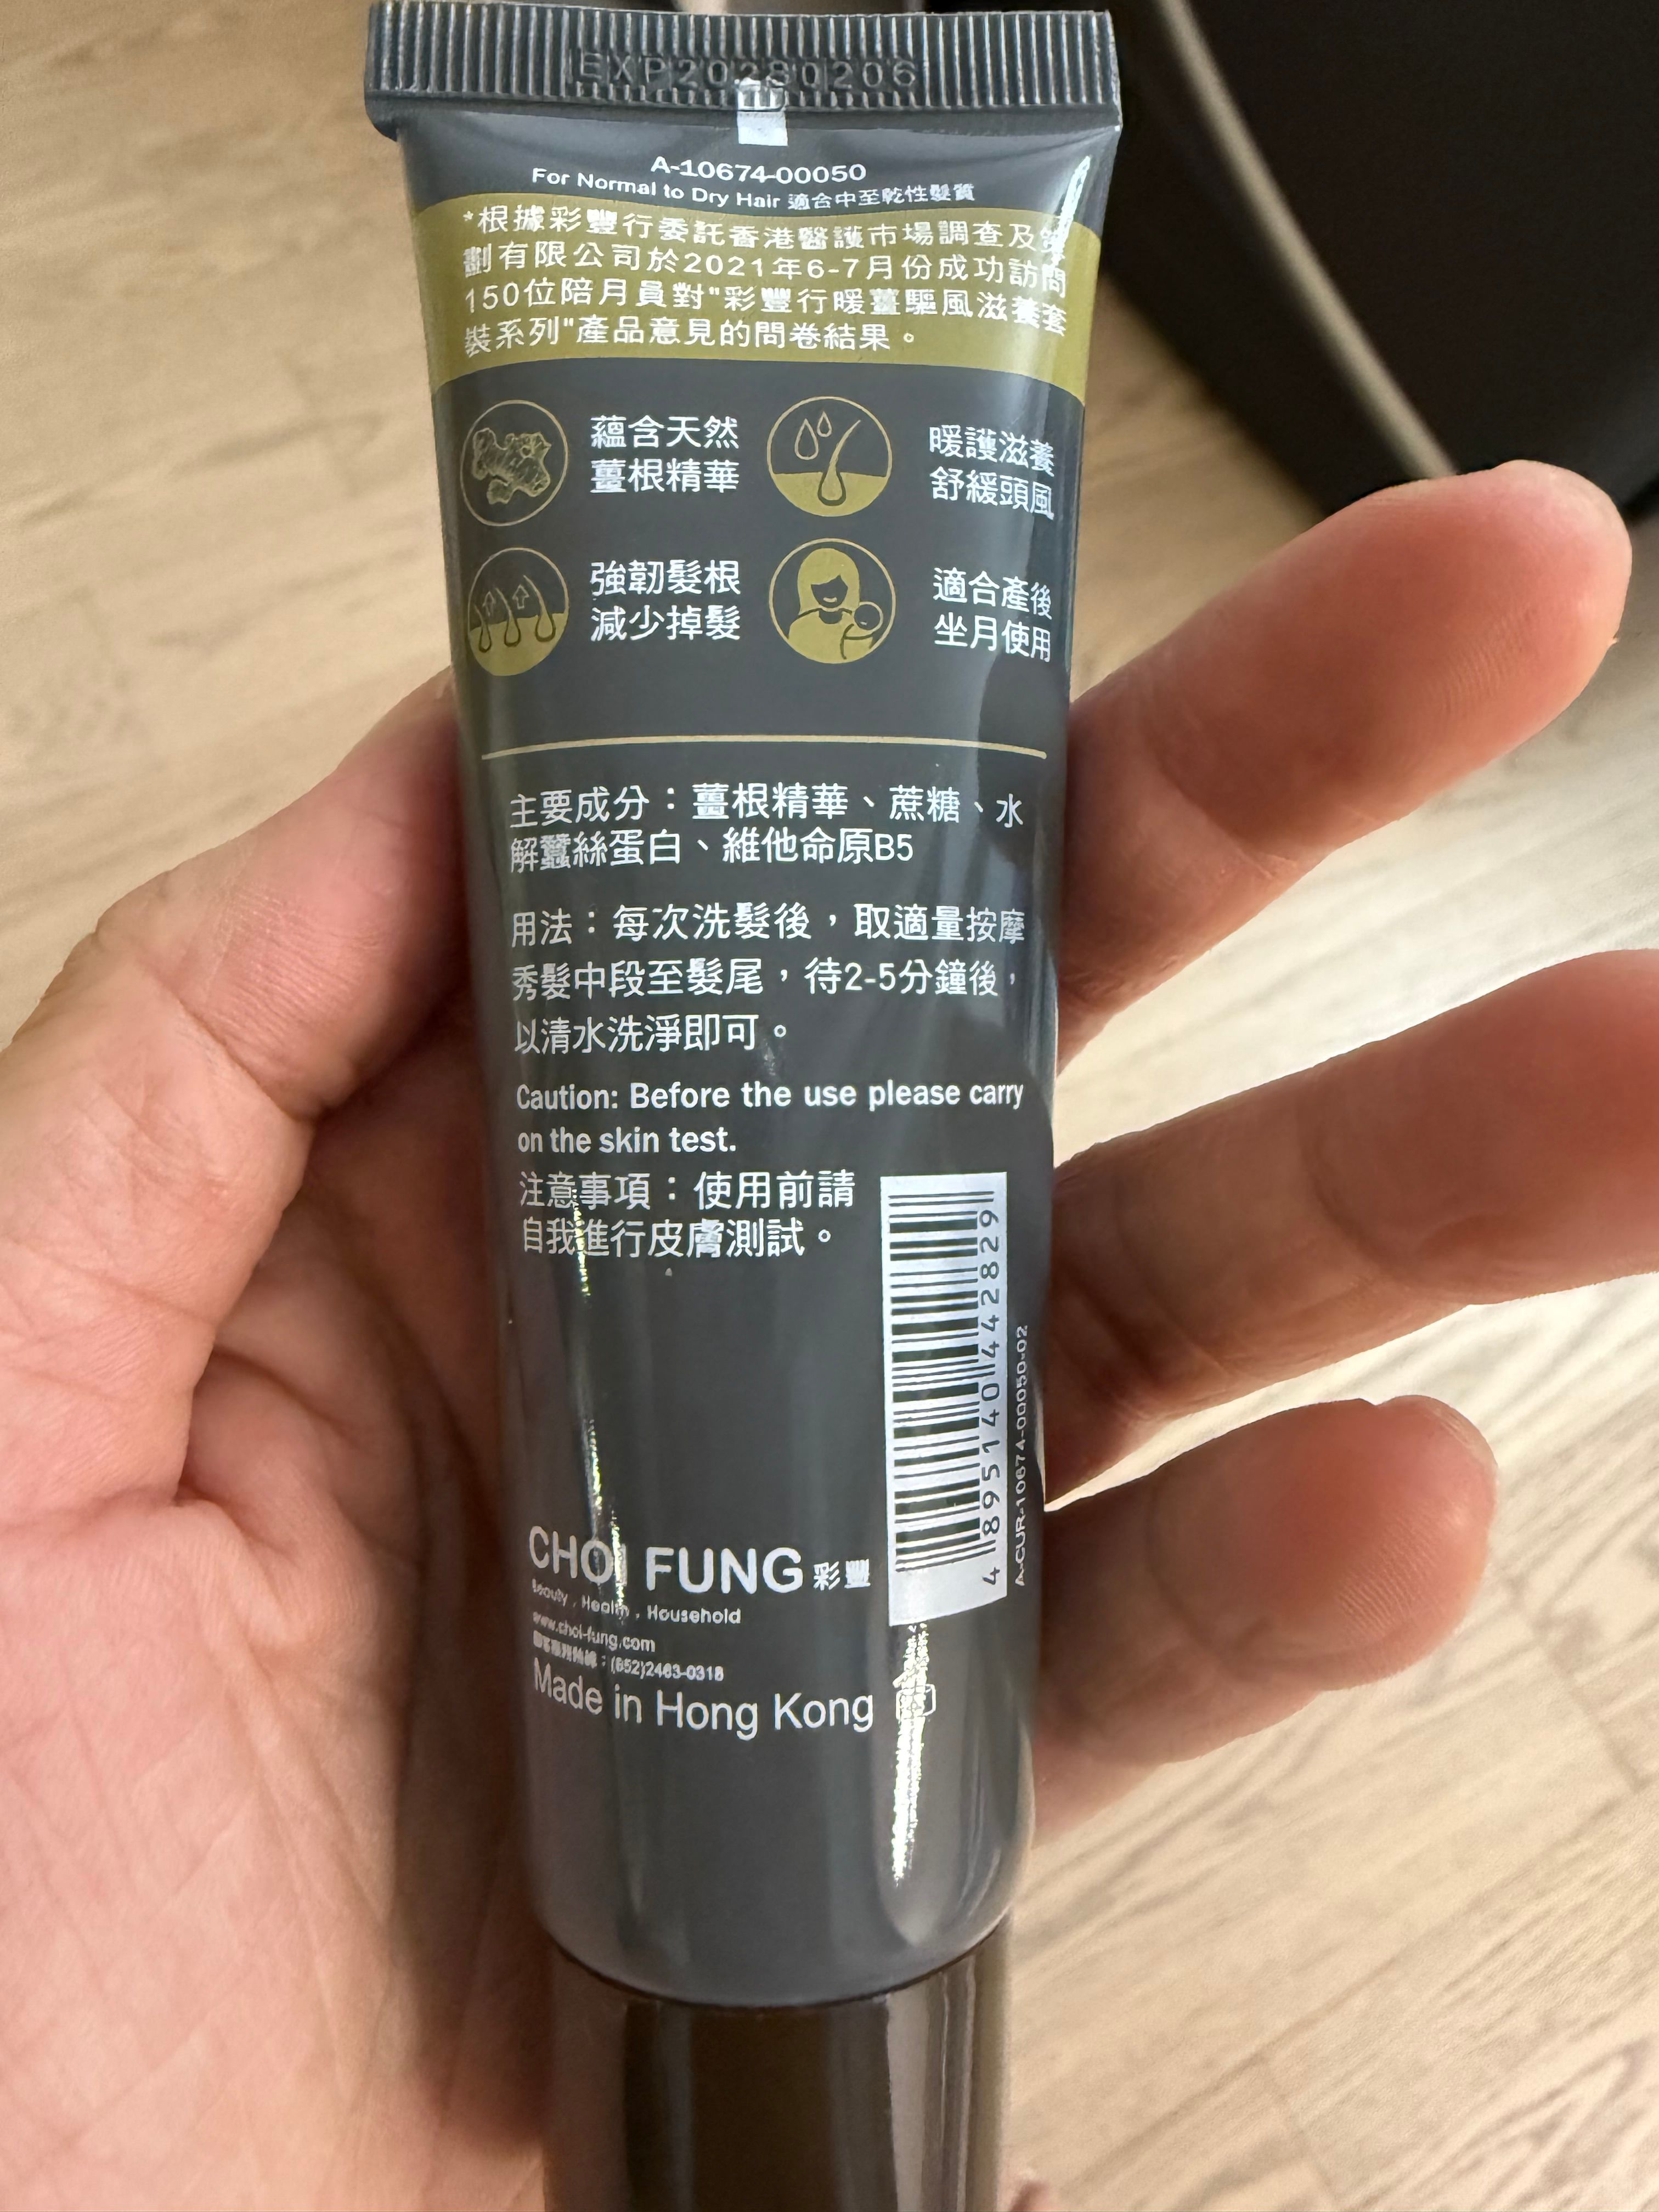 EXP20280206
A-10674-00050
For Normal to Dry Hair 適合中至乾性髮質
*根據彩豐行委託香港醫護市場調查及策
劃有限公司於2021年6-7月份成功訪問
150位陪月員對"彩豐行暖薑驅風滋養套
裝系列"產品意見的問卷結果。
蘊含天然
薑根精華
暖護滋養
舒緩頭風
強韌髮根
減少掉髮
適合產後
坐月使用
主要成分：薑根精華、蔗糖、水
解蠶絲蛋白、維他命原B5
用法：每次洗髮後，取適量按摩
秀髮中段至髮尾，待2-5分鐘後，
以清水洗淨即可。
Caution: Before the use please carry
on the skin test.
注意事項：使用前請
自我進行皮膚測試。
4 895140 442829
A-CUR-10674-00050-02
CHOI FUNG 彩豐
Beauty . Health . Household
www.choi-fung.com
顧客服務熱線：(852)2463-0318
Made in Hong Kong